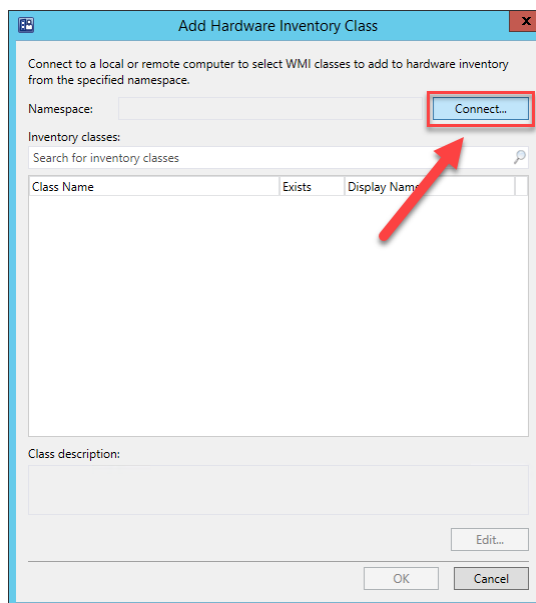 Add Hardware Inventory Class
x
Connect to a local or remote computer to select WMI classes to add to hardware inventory
from the specified namespace.
Namespace:
Connect...
Inventory classes:
Search for inventory classes
Class Name Exists Display Name
Class description:
Edit...
OK Cancel